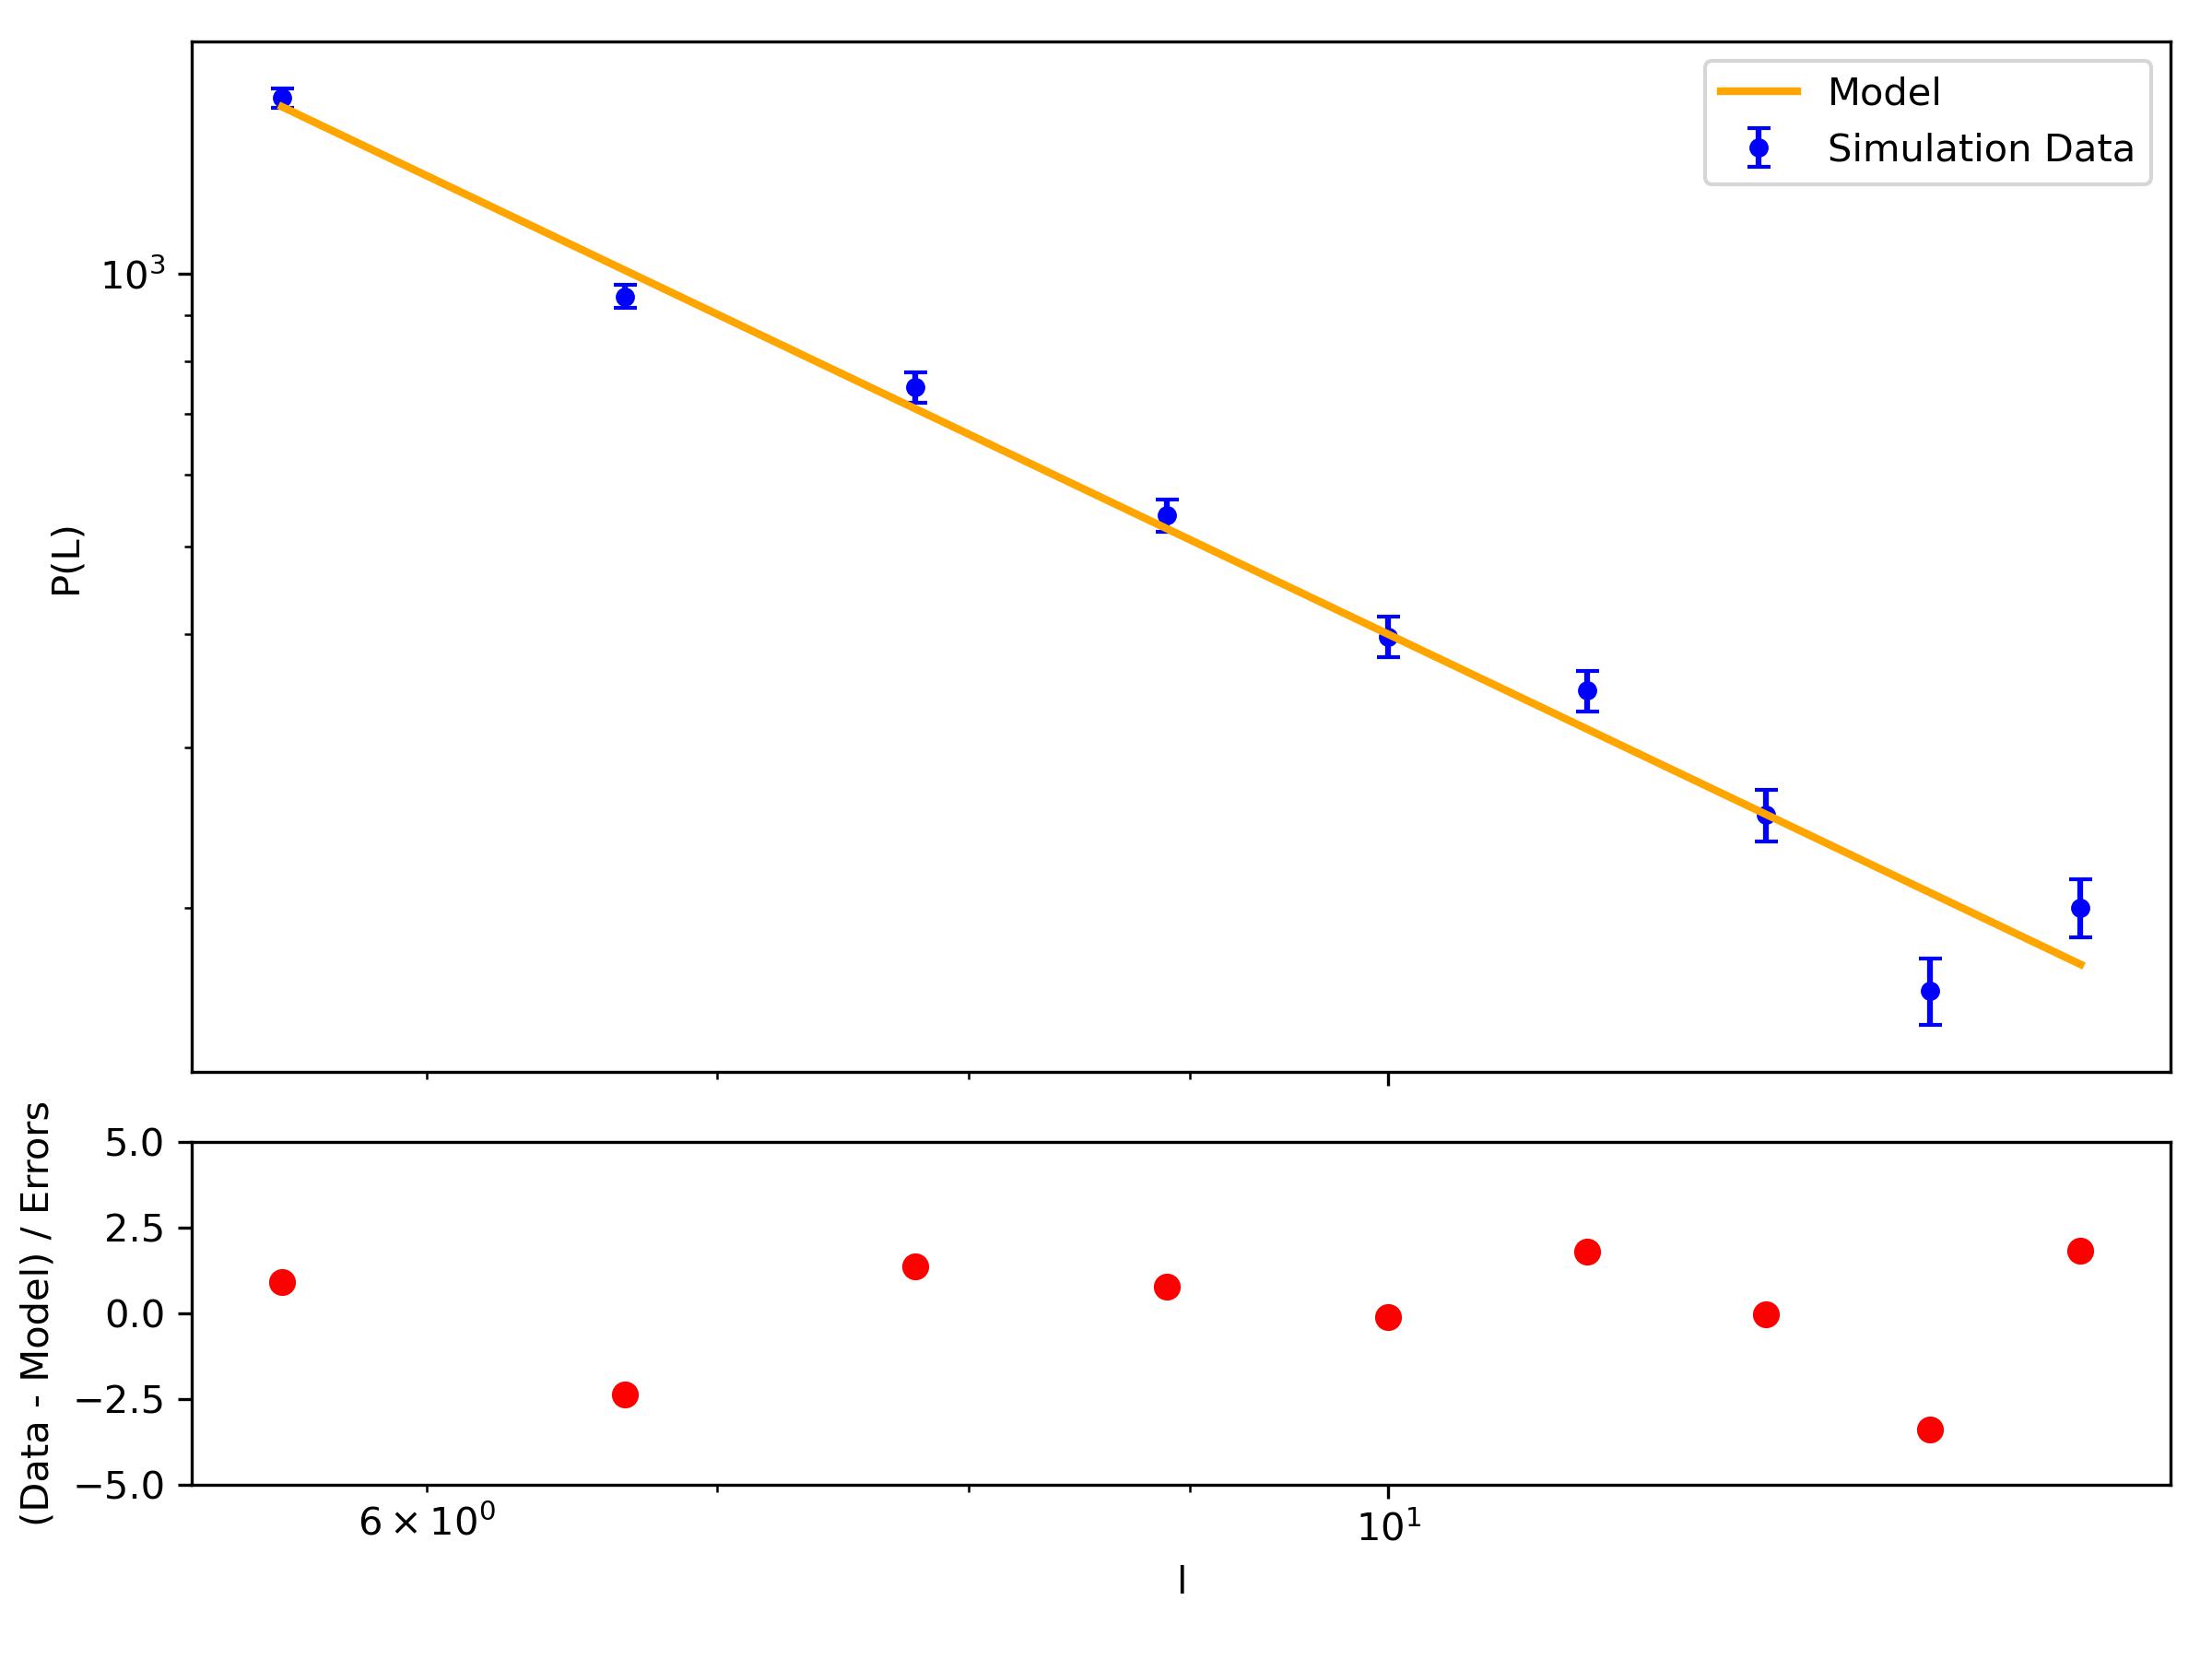 Model
Simulation Data
10³
P(L)
5.0
2.5
0.0
−2.5
−5.0
(Data - Model) / Errors
6 × 10⁰
10¹
l